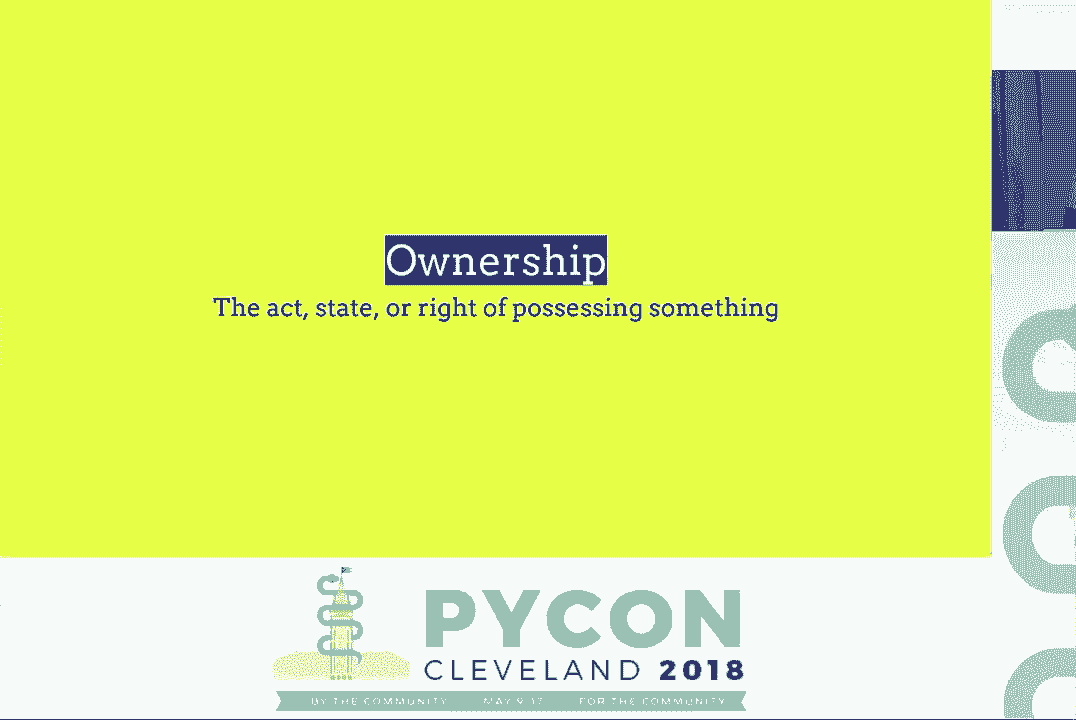 Ownership
The act, state, or right of possessing something
PYCON
CLEVELAND 2018
BY THE COMMUNITY MAY 9-17 FOR THE COMMUNITY